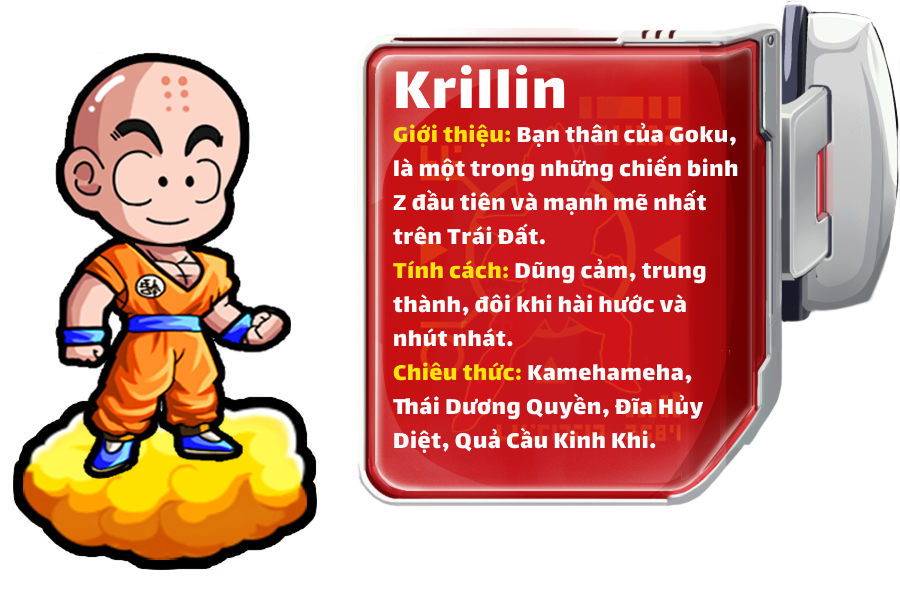 Krillin
Giới thiệu: Bạn thân của Goku,
là một trong những chiến binh
Z đầu tiên và mạnh mẽ nhất
trên Trái Đất.
Tính cách: Dũng cảm, trung
thành, đôi khi hài hước và
nhút nhát.
Chiêu thức: Kamehameha,
Thái Dương Quyền, Đĩa Hủy
Diệt, Quả Cầu Kinh Khi.